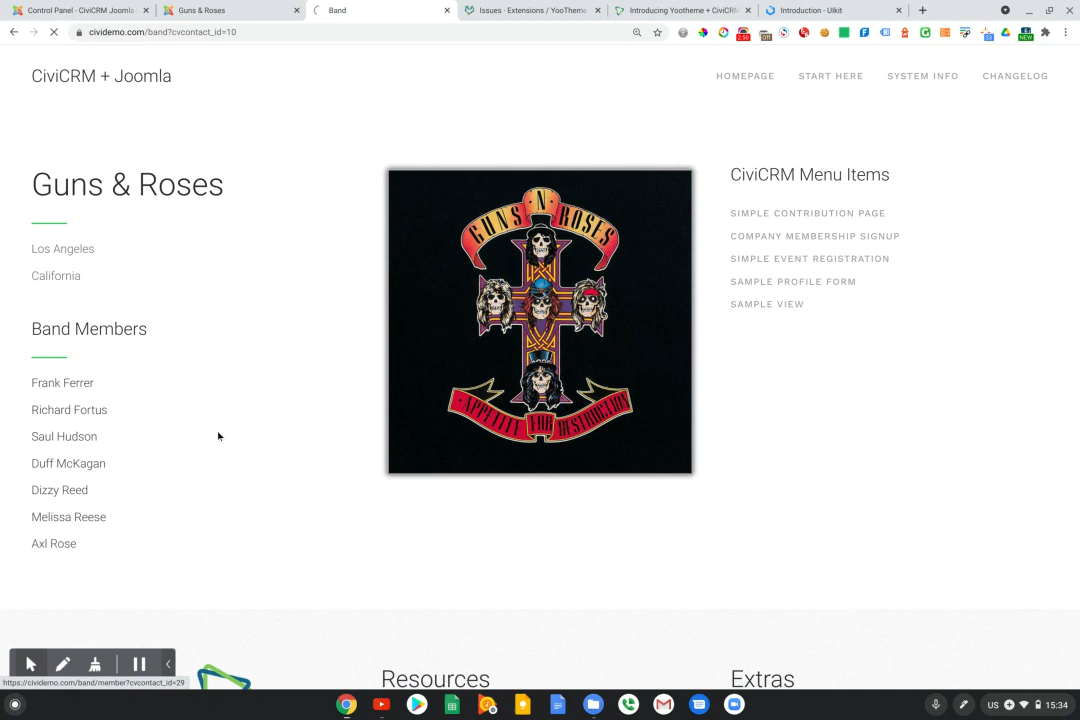 Control Panel - CiviCRM Joomla
Guns & Roses
Band
Issues · Extensions / YooTheme
Introducing Yootheme + CiviCRM
Introduction - UIkit
cividemo.com/band?cvcontact_id=10
CiviCRM + Joomla
HOMEPAGE
START HERE
SYSTEM INFO
CHANGELOG
Guns & Roses
Los Angeles
California
Band Members
Frank Ferrer
Richard Fortus
Saul Hudson
Duff McKagan
Dizzy Reed
Melissa Reese
Axl Rose
GUNS N' ROSES
APPETITE FOR DESTRUCTION
CiviCRM Menu Items
SIMPLE CONTRIBUTION PAGE
COMPANY MEMBERSHIP SIGNUP
SIMPLE EVENT REGISTRATION
SAMPLE PROFILE FORM
SAMPLE VIEW
Resources
Extras
https://cividemo.com/band/member?cvcontact_id=29
US
15:34